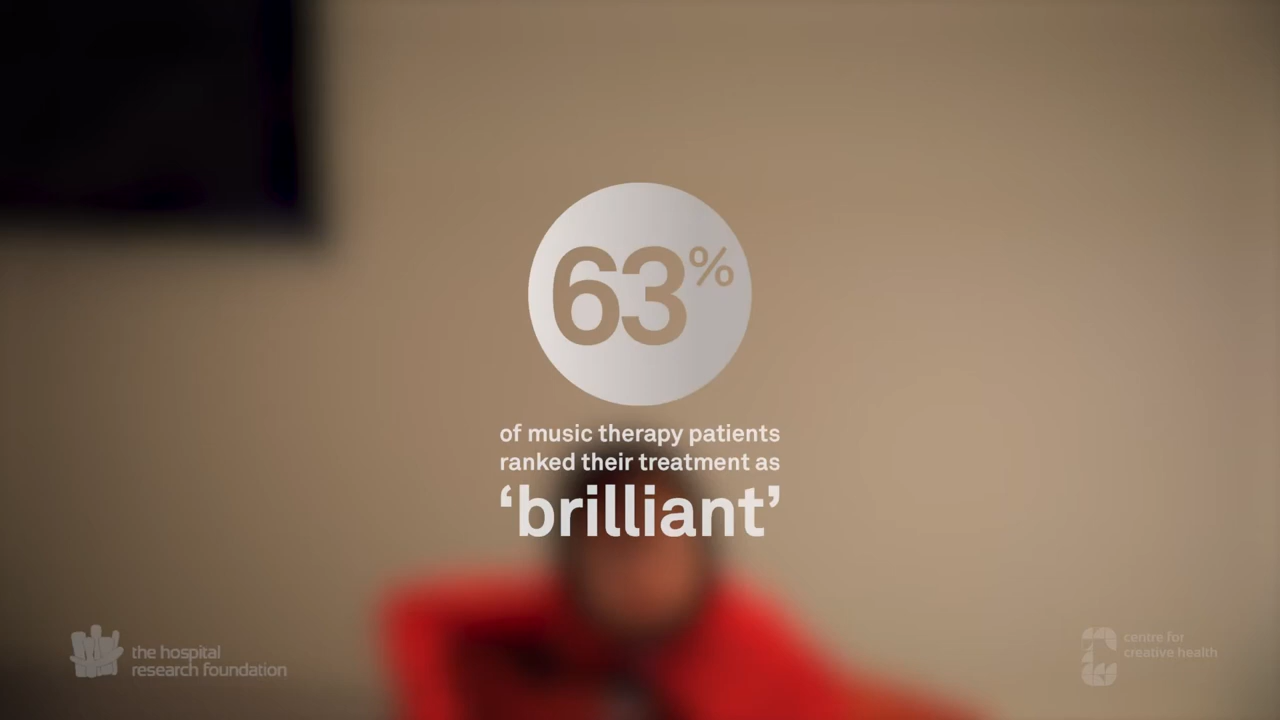 63%
of music therapy patients
ranked their treatment as
‘brilliant’
the hospital
research foundation
centre for
creative health